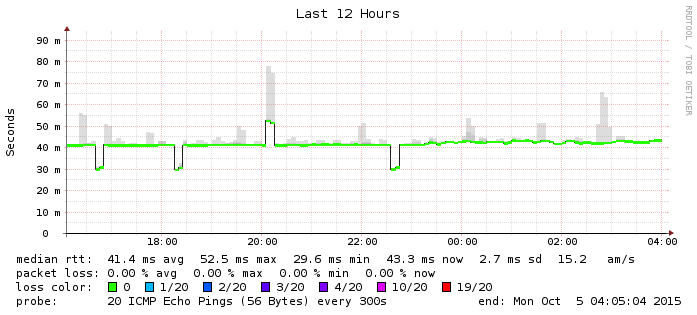 Last 12 Hours
RRDTOOL / TOBI OETIKER
Seconds
90 m
80 m
70 m
60 m
50 m
40 m
30 m
20 m
10 m
0
18:00 20:00 22:00 00:00 02:00 04:00
median rtt: 41.4 ms avg 52.5 ms max 29.6 ms min 43.3 ms now 2.7 ms sd 15.2 am/s
packet loss: 0.00 % avg 0.00 % max 0.00 % min 0.00 % now
loss color: 0 1/20 2/20 3/20 4/20 10/20 19/20
probe: 20 ICMP Echo Pings (56 Bytes) every 300s end: Mon Oct 5 04:05:04 2015